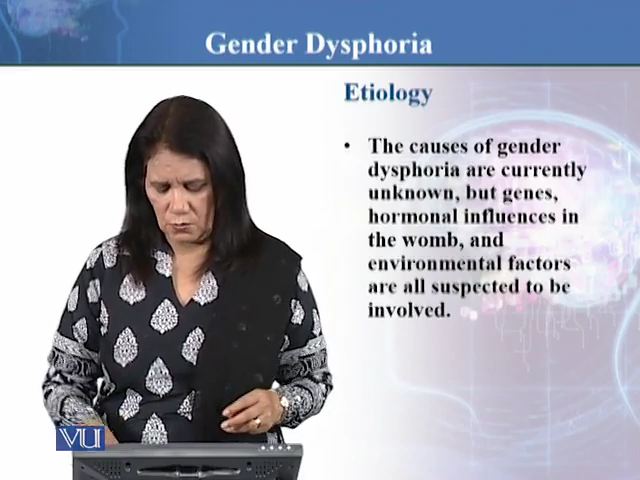 Gender Dysphoria
Etiology
• The causes of gender
dysphoria are currently
unknown, but genes,
hormonal influences in
the womb, and
environmental factors
are all suspected to be
involved.
VU